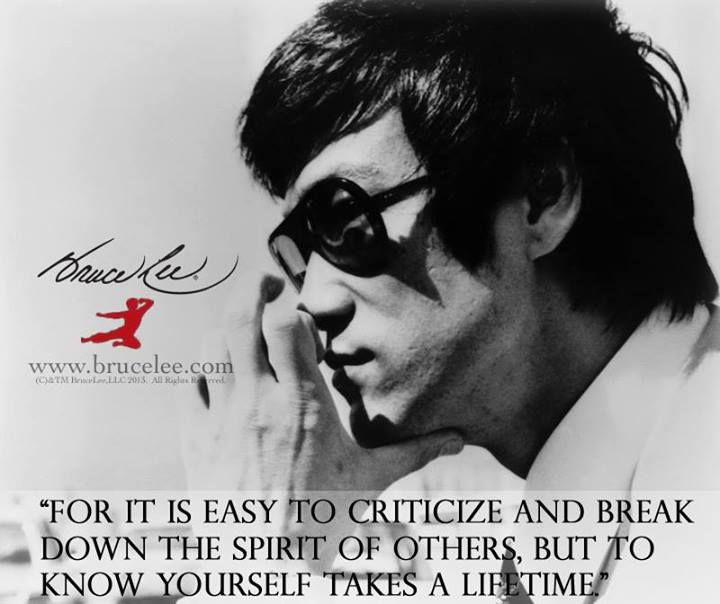 Bruce Lee
www.brucelee.com
(C)&TM BruceLee,LLC 2013. All Rights Reserved.
“FOR IT IS EASY TO CRITICIZE AND BREAK
DOWN THE SPIRIT OF OTHERS, BUT TO
KNOW YOURSELF TAKES A LIFETIME.”